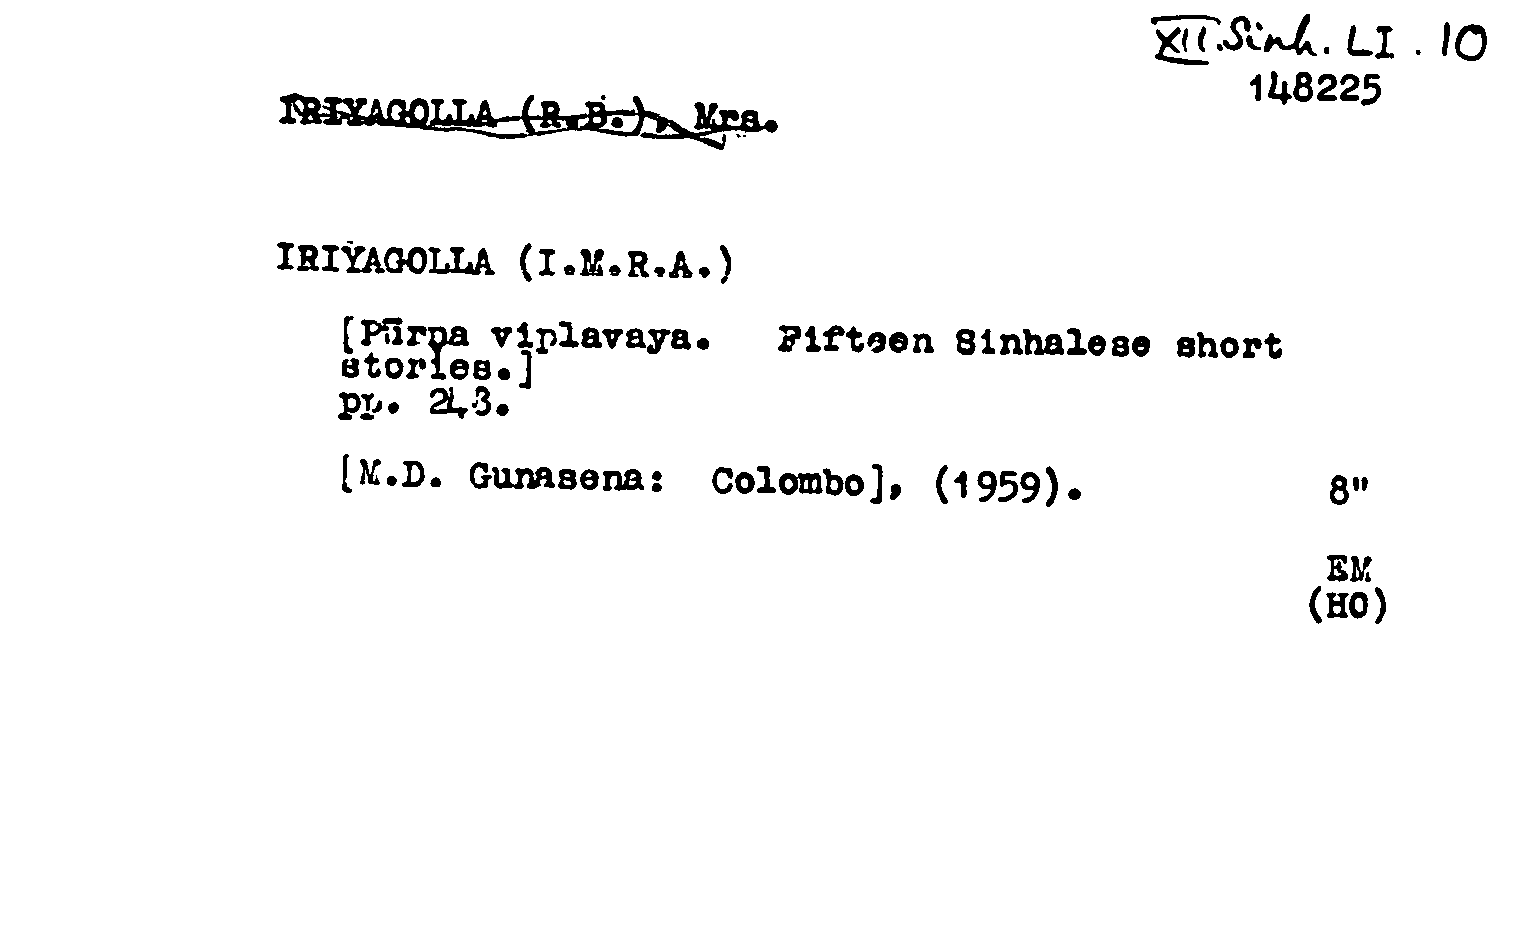 XII.Sinh. LI . 10
148225
IRIYAGOLLA (R.B.), Mrs.
IRIYAGOLLA (I.M.R.A.)
[Pūrṇa viplavaya. Fifteen Sinhalese short
stories.]
pp. 243.
[M.D. Gunasena: Colombo], (1959). 8"
EM
(HO)